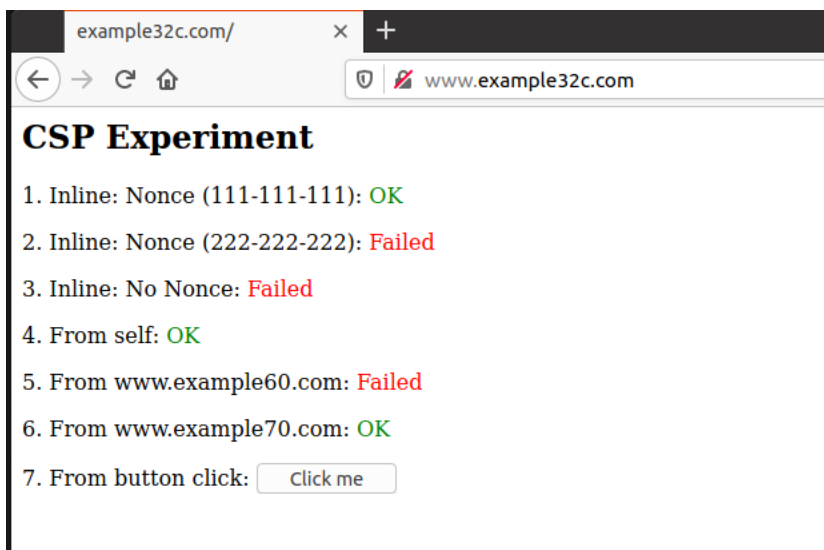 example32c.com/
www.example32c.com
CSP Experiment
1. Inline: Nonce (111-111-111): OK
2. Inline: Nonce (222-222-222): Failed
3. Inline: No Nonce: Failed
4. From self: OK
5. From www.example60.com: Failed
6. From www.example70.com: OK
7. From button click: Click me